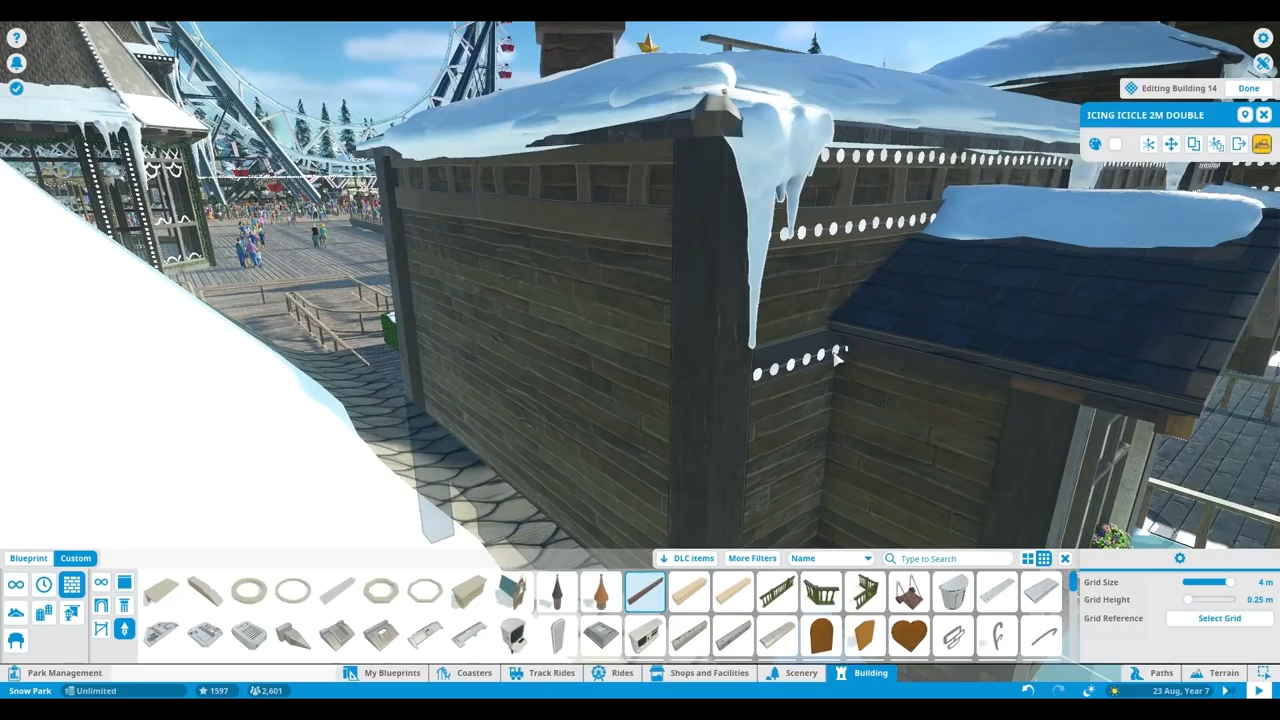 ?
Editing Building 14 Done
ICING ICICLE 2M DOUBLE
Blueprint Custom
DLC items More Filters Name Type to Search
Grid Size 4 m
Grid Height 0.25 m
Grid Reference Select Grid
Park Management My Blueprints Coasters Track Rides Rides Shops and Facilities Scenery Building Paths Terrain
Snow Park Unlimited 1597 2,601 23 Aug, Year 7